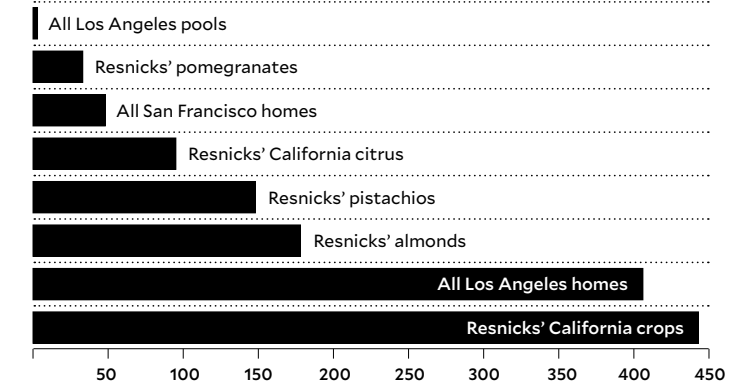 All Los Angeles pools
Resnicks’ pomegranates
All San Francisco homes
Resnicks’ California citrus
Resnicks’ pistachios
Resnicks’ almonds
All Los Angeles homes
Resnicks’ California crops
50 100 150 200 250 300 350 400 450